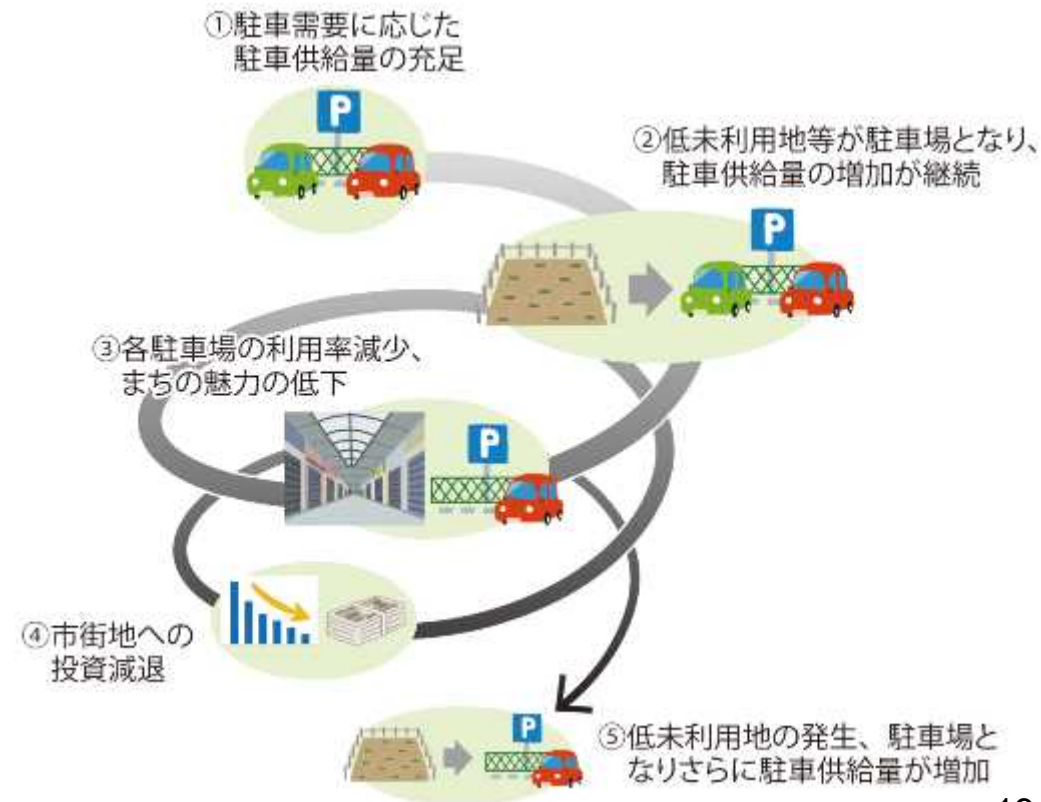 ①駐車需要に応じた
駐車供給量の充足
P
②低未利用地等が駐車場となり、
駐車供給量の増加が継続
P
③各駐車場の利用率減少、
まちの魅力の低下
P
④市街地への
投資減退
P
⑤低未利用地の発生、駐車場と
なりさらに駐車供給量が増加